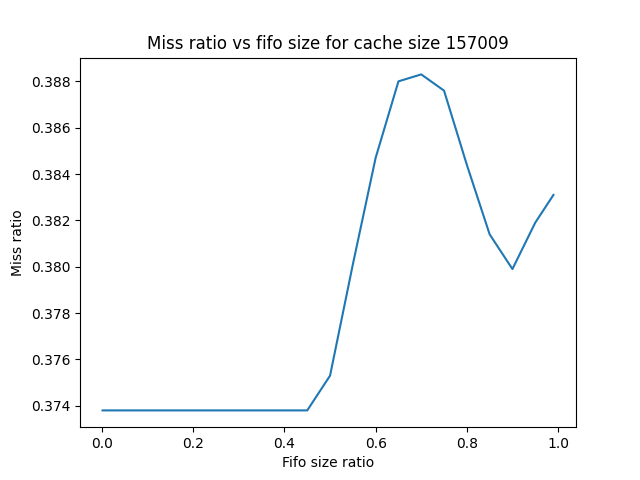 Miss ratio vs fifo size for cache size 157009
0.388
0.386
0.384
0.382
0.380
0.378
0.376
0.374
Miss ratio
0.0 0.2 0.4 0.6 0.8 1.0
Fifo size ratio